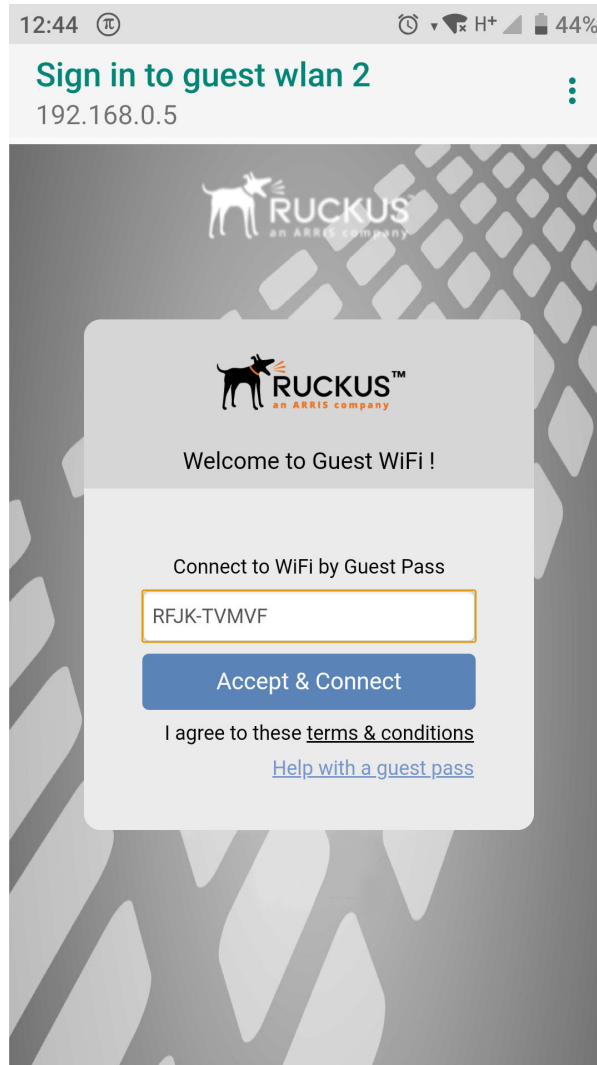 12:44 π H+ 44%
Sign in to guest wlan 2
192.168.0.5
RUCKUS
an ARRIS company
RUCKUS™
an ARRIS company
Welcome to Guest WiFi !
Connect to WiFi by Guest Pass
RFJK-TVMVF
Accept & Connect
I agree to these terms & conditions
Help with a guest pass